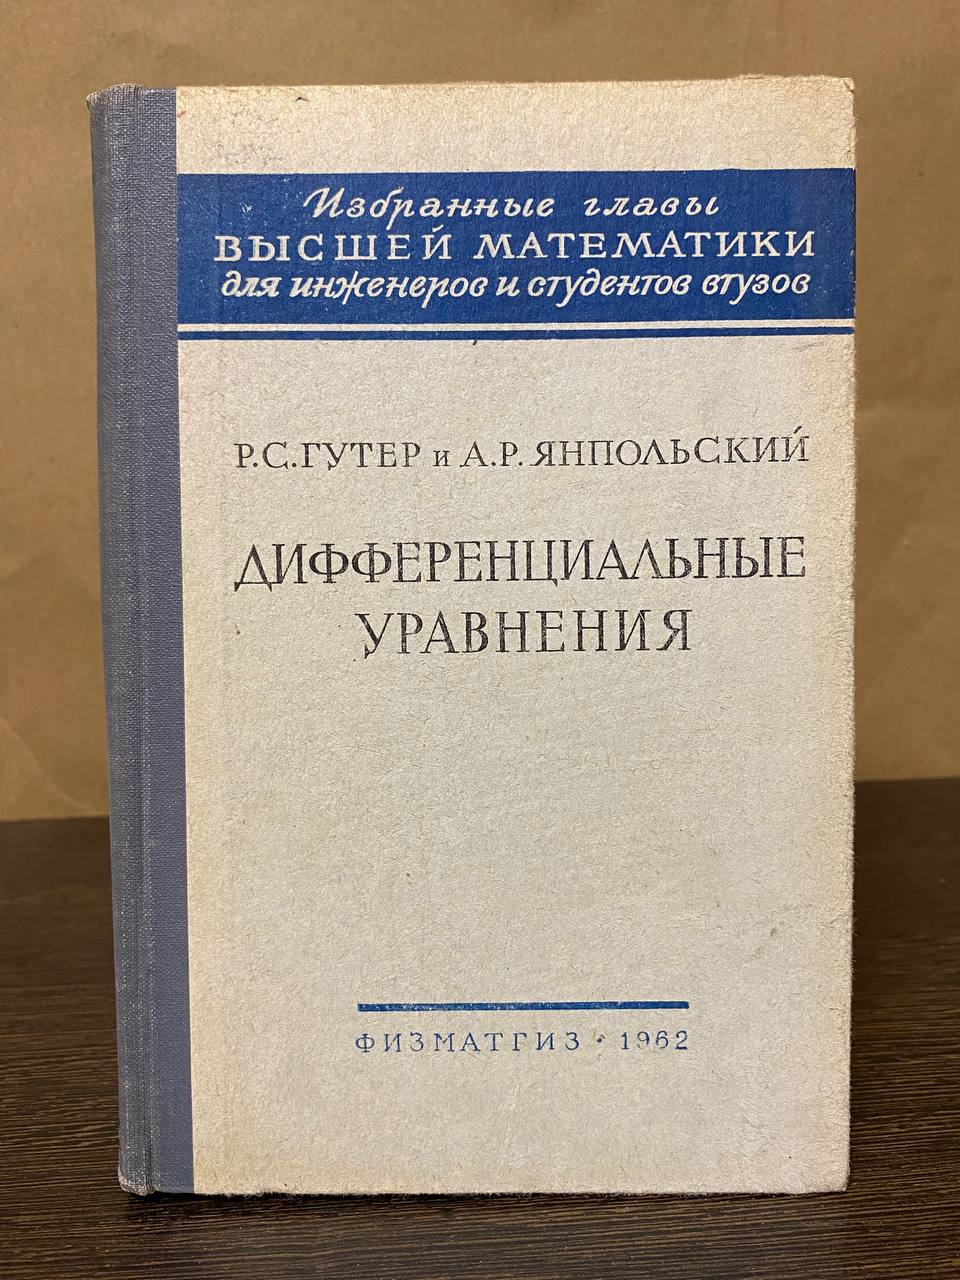 Избранные главы
ВЫСШЕЙ МАТЕМАТИКИ
для инженеров и студентов втузов
Р.С.ГУТЕР и А.Р.ЯНПОЛЬСКИЙ
ДИФФЕРЕНЦИАЛЬНЫЕ
УРАВНЕНИЯ
ФИЗМАТГИЗ · 1962